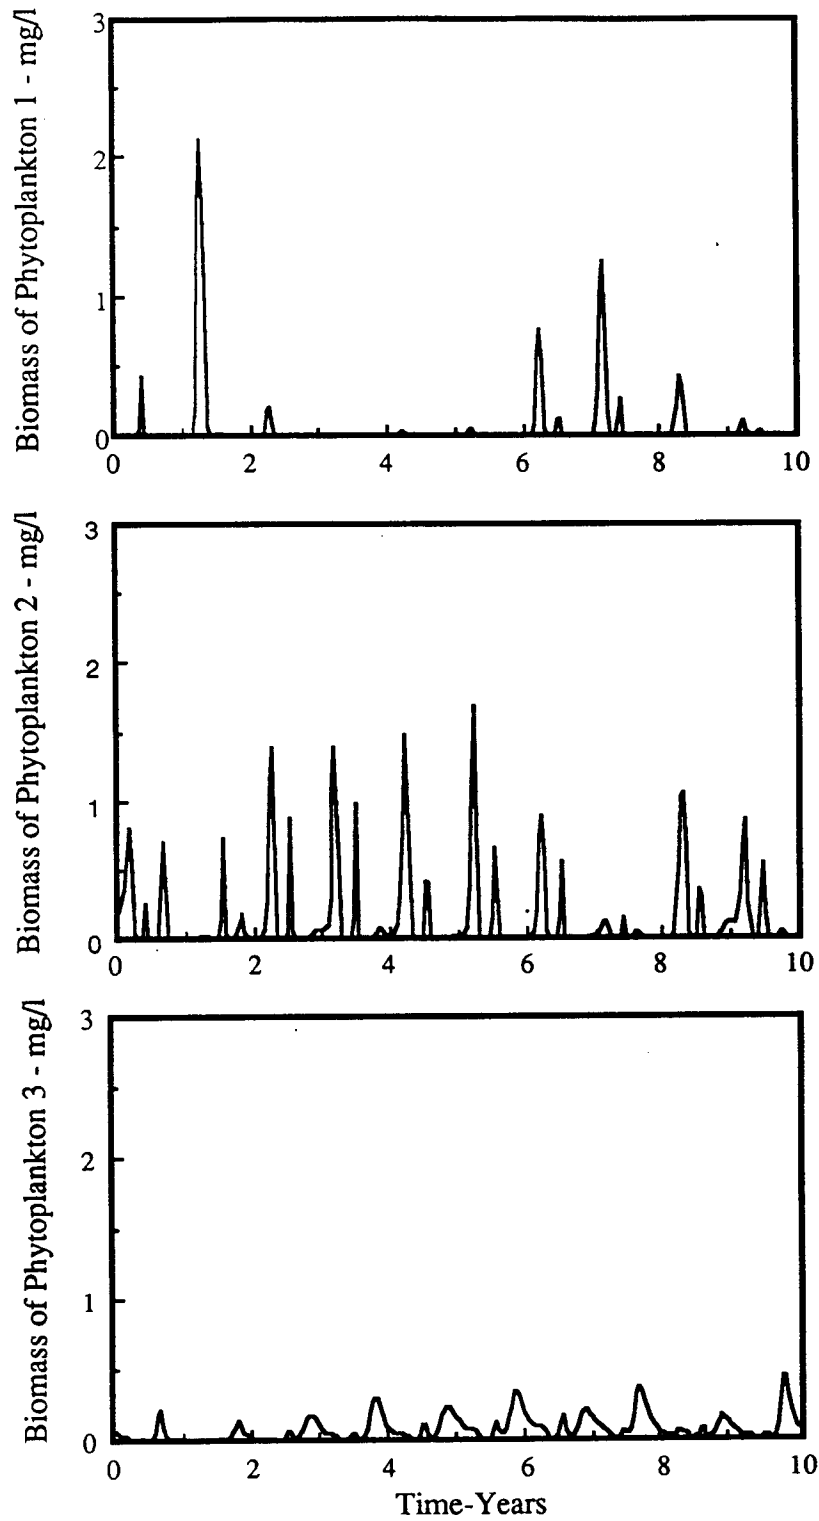 Biomass of Phytoplankton 1 - mg/l
3
2
1
0
0 2 4 6 8 10
Biomass of Phytoplankton 2 - mg/l
3
2
1
0
0 2 4 6 8 10
Biomass of Phytoplankton 3 - mg/l
3
2
1
0
0 2 4 6 8 10
Time-Years